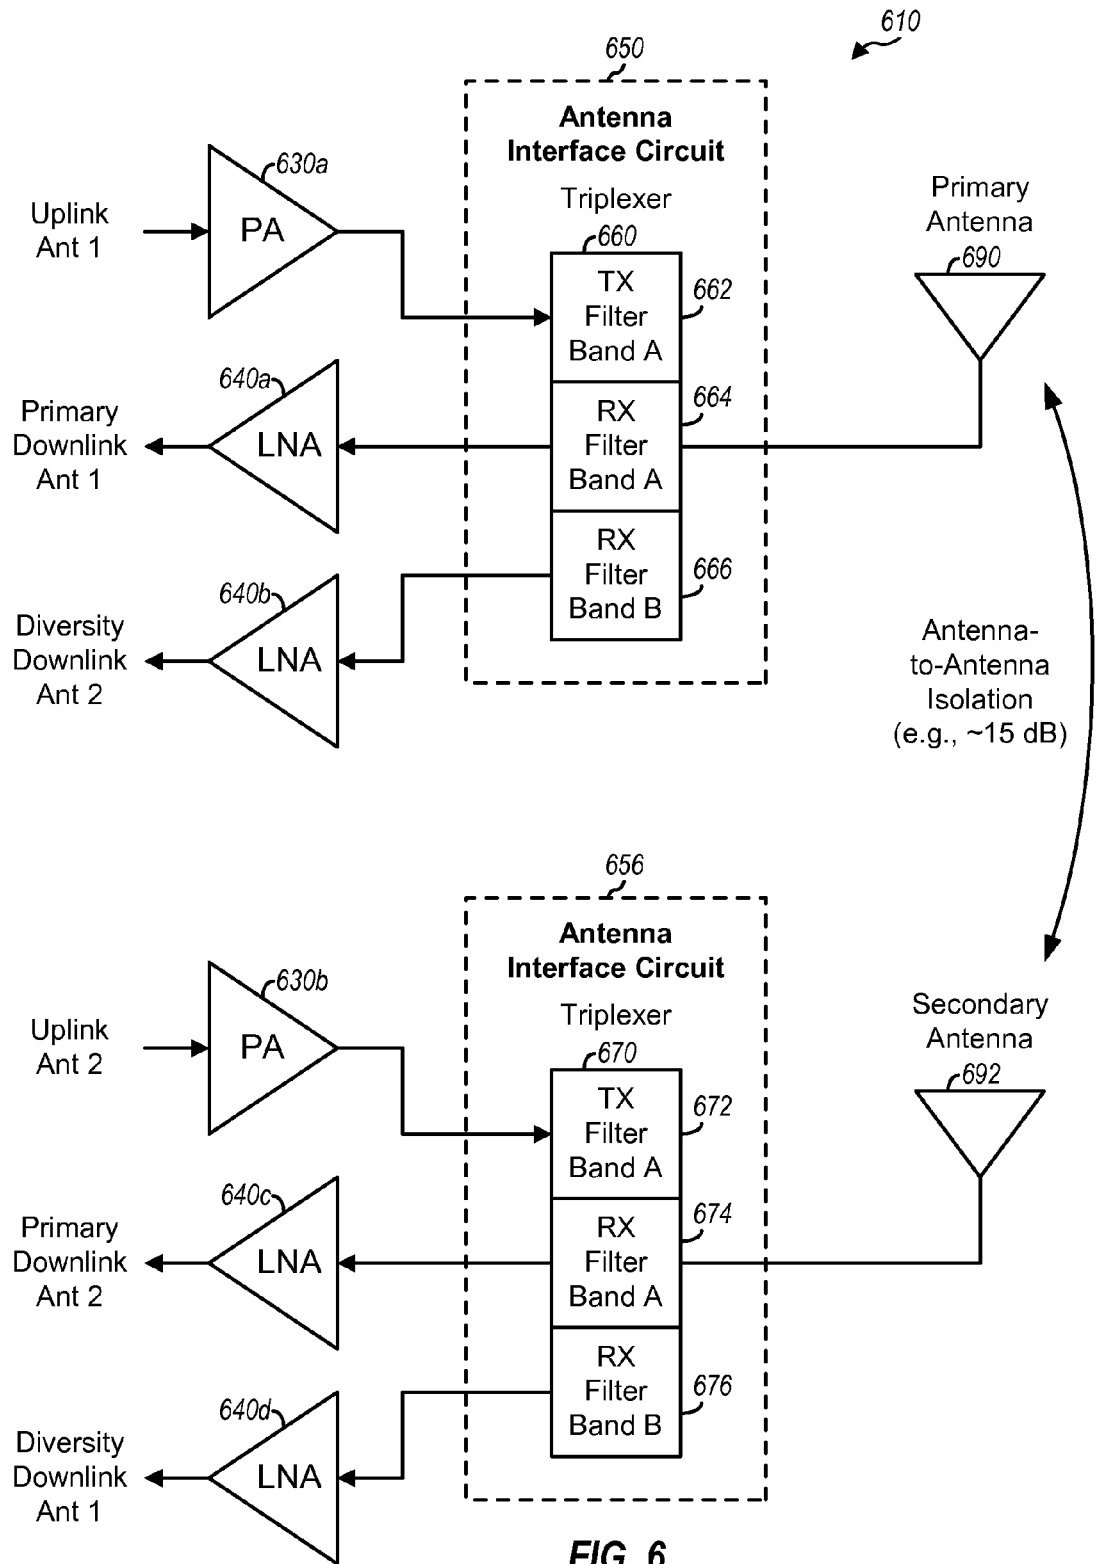 610
650
Antenna
Interface Circuit
630a
Uplink
Ant 1
PA
Triplexer
660
TX
Filter
Band A
662
Primary
Antenna
690
640a
Primary
Downlink
Ant 1
LNA
RX
Filter
Band A
664
640b
Diversity
Downlink
Ant 2
LNA
RX
Filter
Band B
666
Antenna-
to-Antenna
Isolation
(e.g., ~15 dB)
656
Antenna
Interface Circuit
630b
Uplink
Ant 2
PA
Triplexer
670
TX
Filter
Band A
672
Secondary
Antenna
692
640c
Primary
Downlink
Ant 2
LNA
RX
Filter
Band A
674
640d
Diversity
Downlink
Ant 1
LNA
RX
Filter
Band B
676
FIG. 6